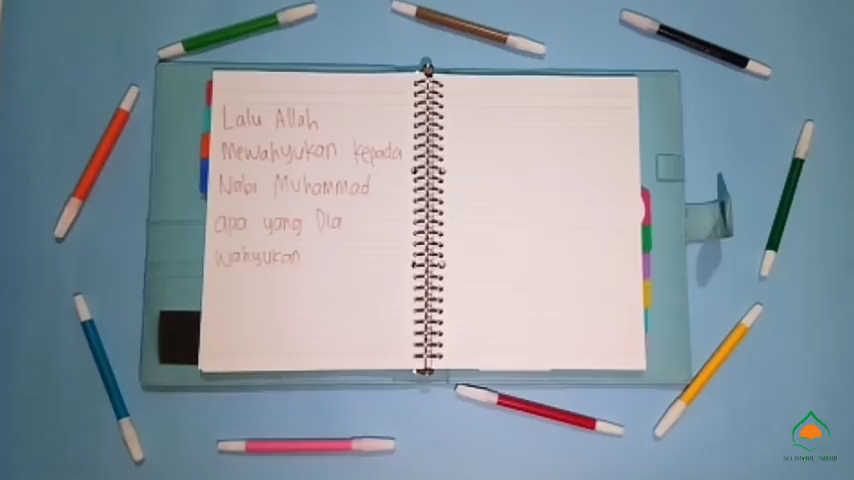 Lalu Allah
Mewahyukan kepada
Nabi Muhammad
apa yang Dia
Wahyukan